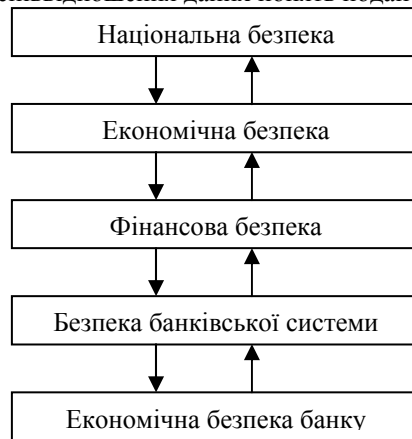 Національна безпека
Економічна безпека
Фінансова безпека
Безпека банківської системи
Економічна безпека банку